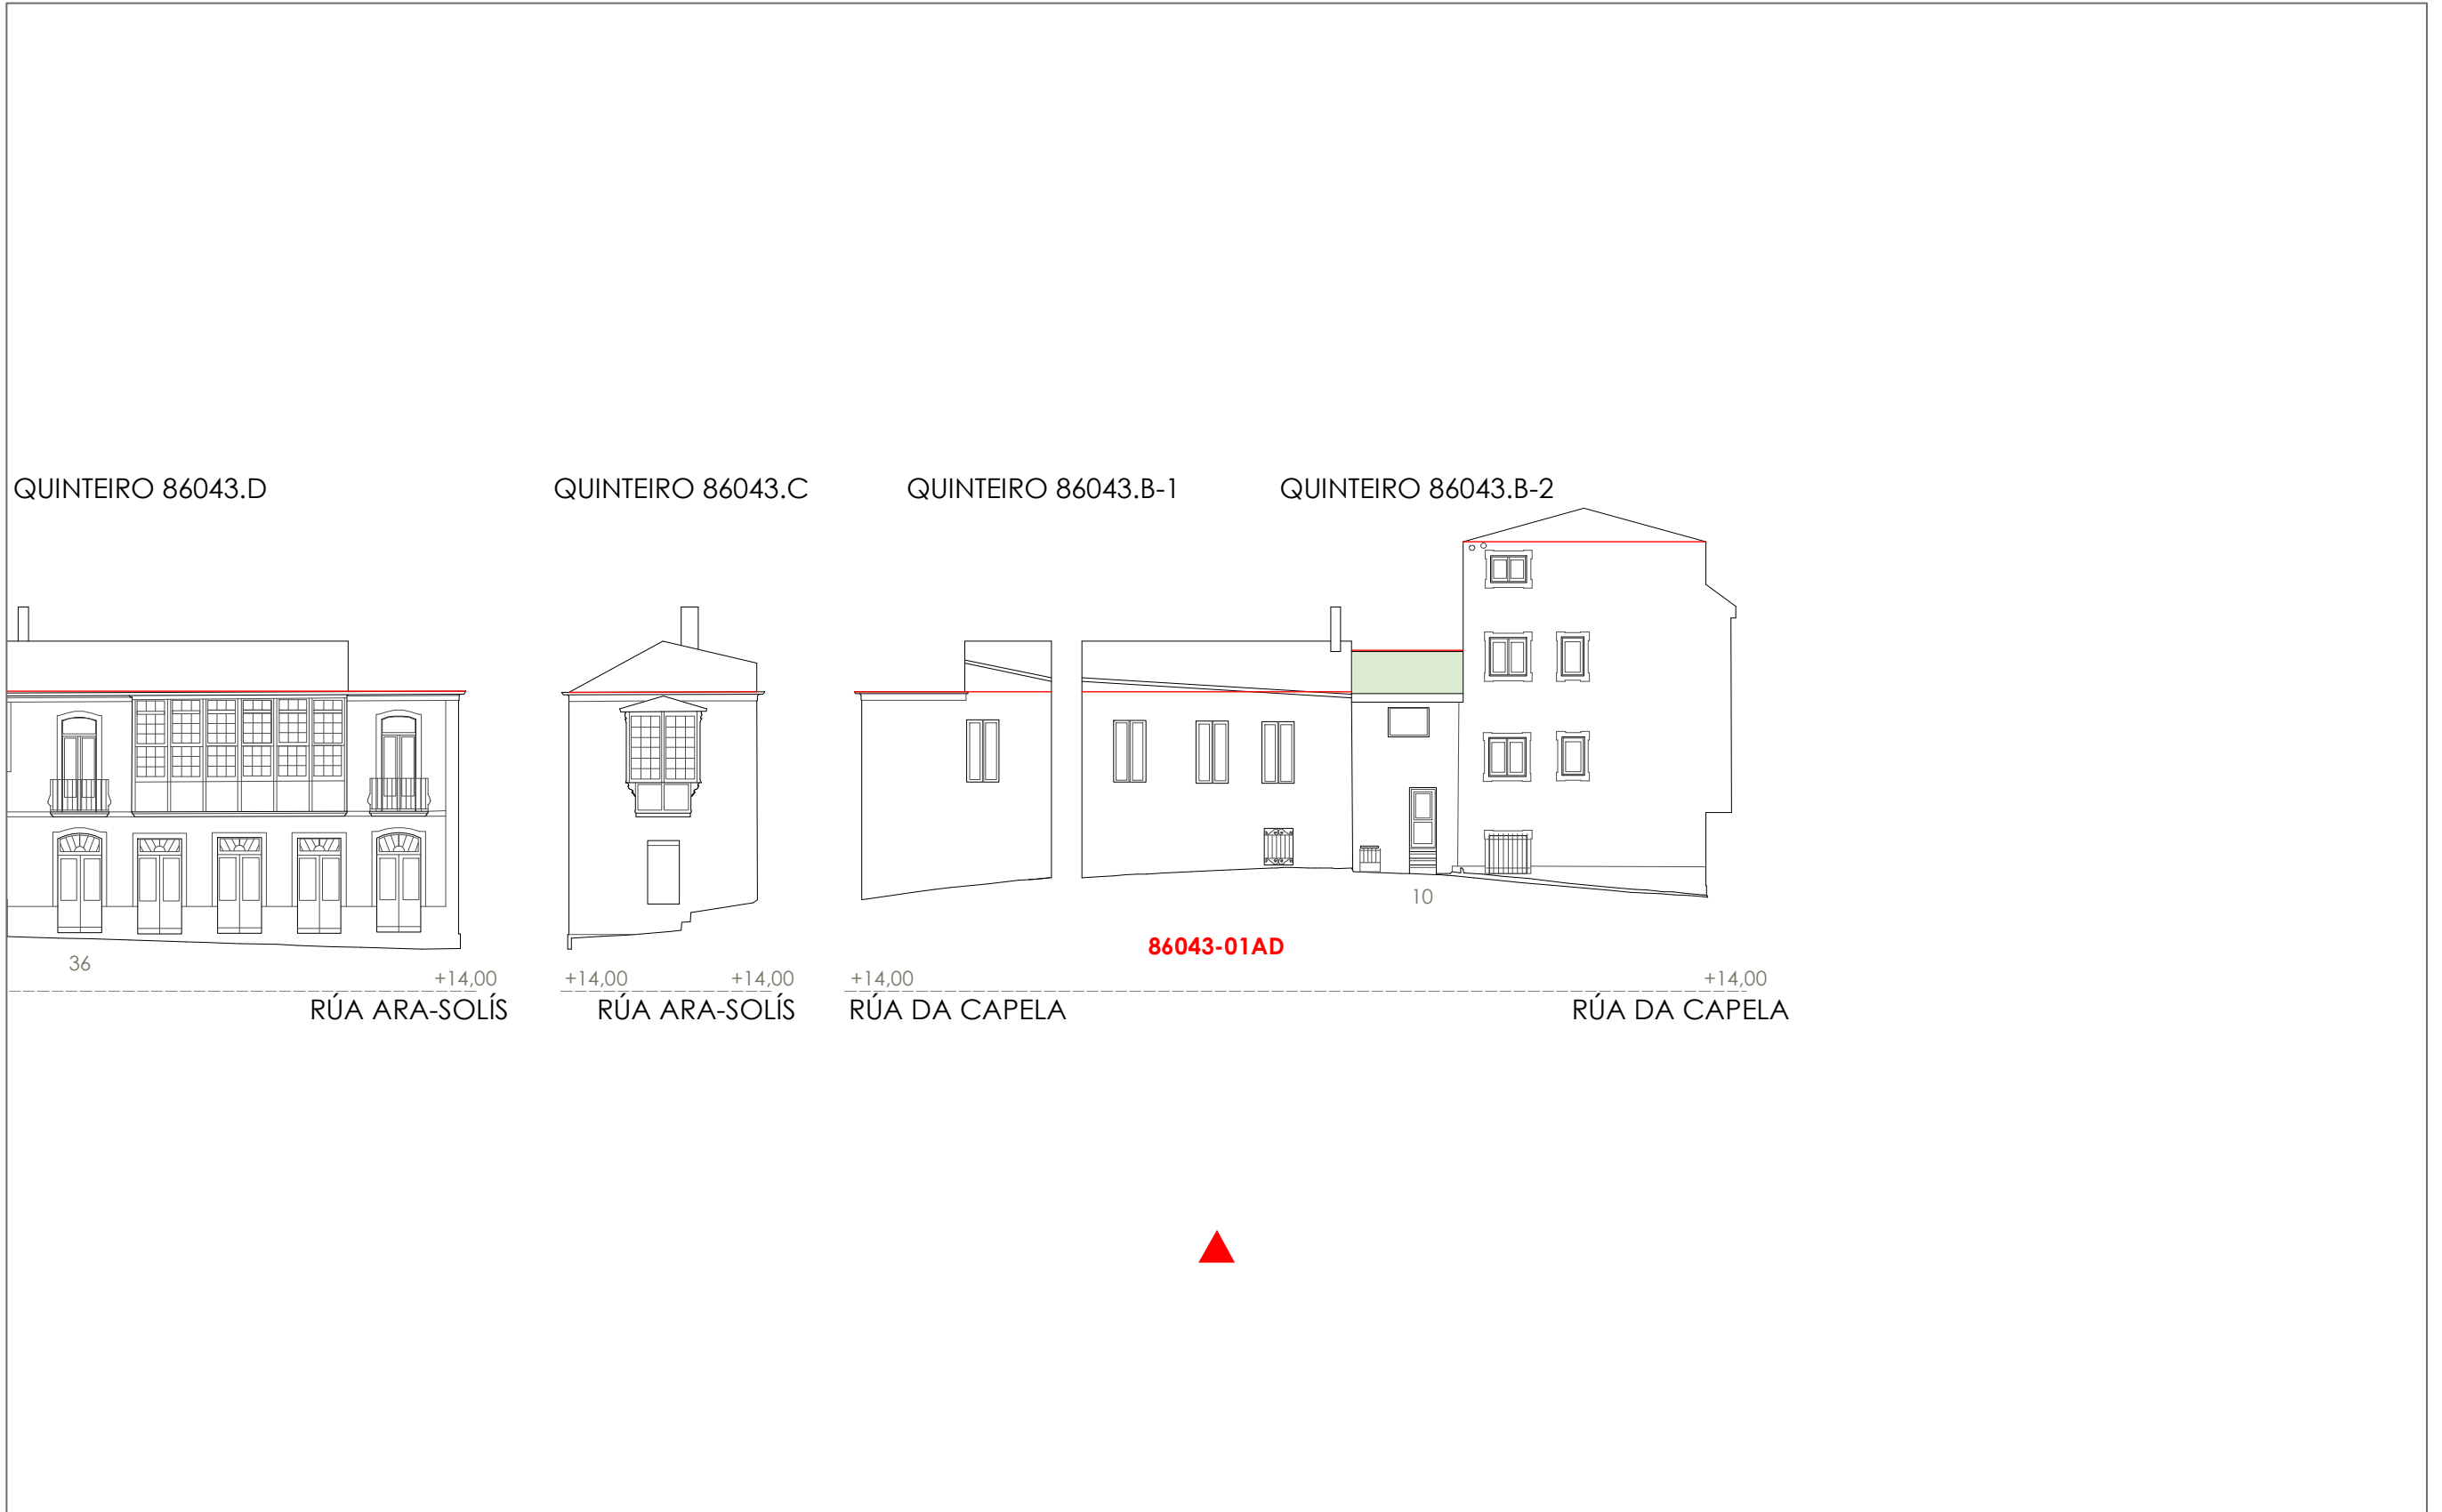 QUINTEIRO 86043.D
QUINTEIRO 86043.C
QUINTEIRO 86043.B-1
QUINTEIRO 86043.B-2
10
86043-01AD
36
+14,00
+14,00
+14,00
+14,00
+14,00
RÚA ARA-SOLÍS
RÚA ARA-SOLÍS
RÚA DA CAPELA
RÚA DA CAPELA